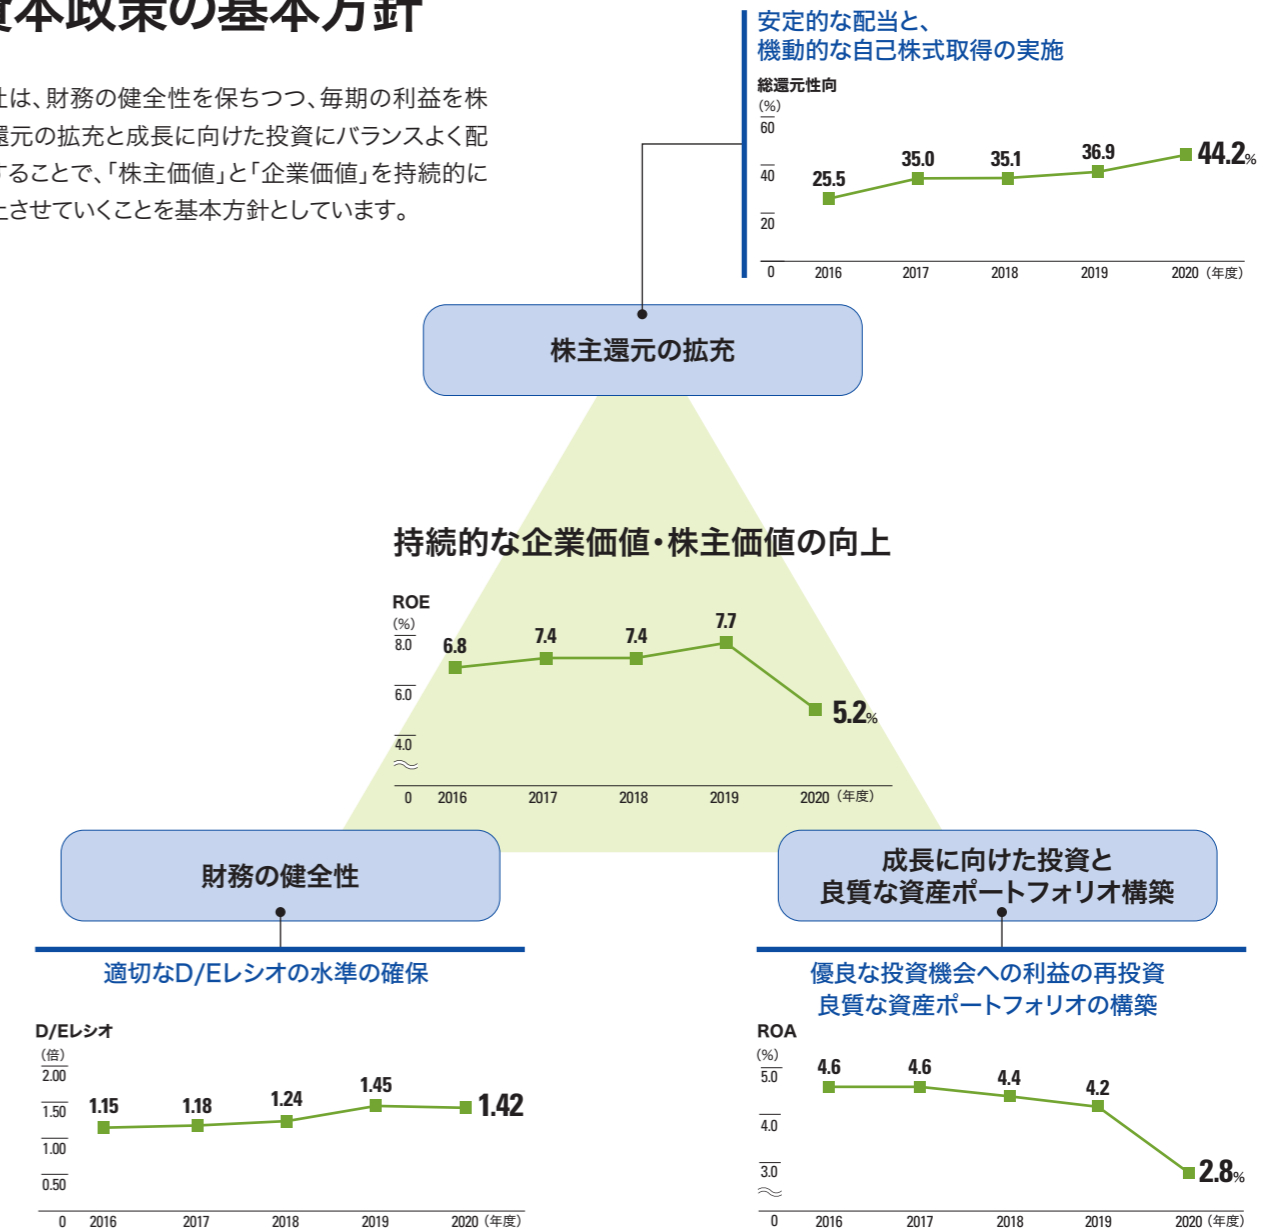 資本政策の基本方針
社は、財務の健全性を保ちつつ、毎期の利益を株
還元の拡充と成長に向けた投資にバランスよく配
することで、「株主価値」と「企業価値」を持続的に
上させていくことを基本方針としています。
安定的な配当と、
機動的な自己株式取得の実施
総還元性向
(%)
60
40
20
0
25.5
35.0
35.1
36.9
44.2%
2016 2017 2018 2019 2020（年度）
株主還元の拡充
持続的な企業価値・株主価値の向上
ROE
(%)
8.0
6.0
4.0
0
6.8
7.4
7.4
7.7
5.2%
2016 2017 2018 2019 2020（年度）
財務の健全性
適切なD/Eレシオの水準の確保
D/Eレシオ
（倍）
2.00
1.50
1.00
0.50
0
1.15
1.18
1.24
1.45
1.42
2016 2017 2018 2019 2020（年度）
成長に向けた投資と
良質な資産ポートフォリオ構築
優良な投資機会への利益の再投資
良質な資産ポートフォリオの構築
ROA
(%)
5.0
4.0
3.0
0
4.6
4.6
4.4
4.2
2.8%
2016 2017 2018 2019 2020（年度）